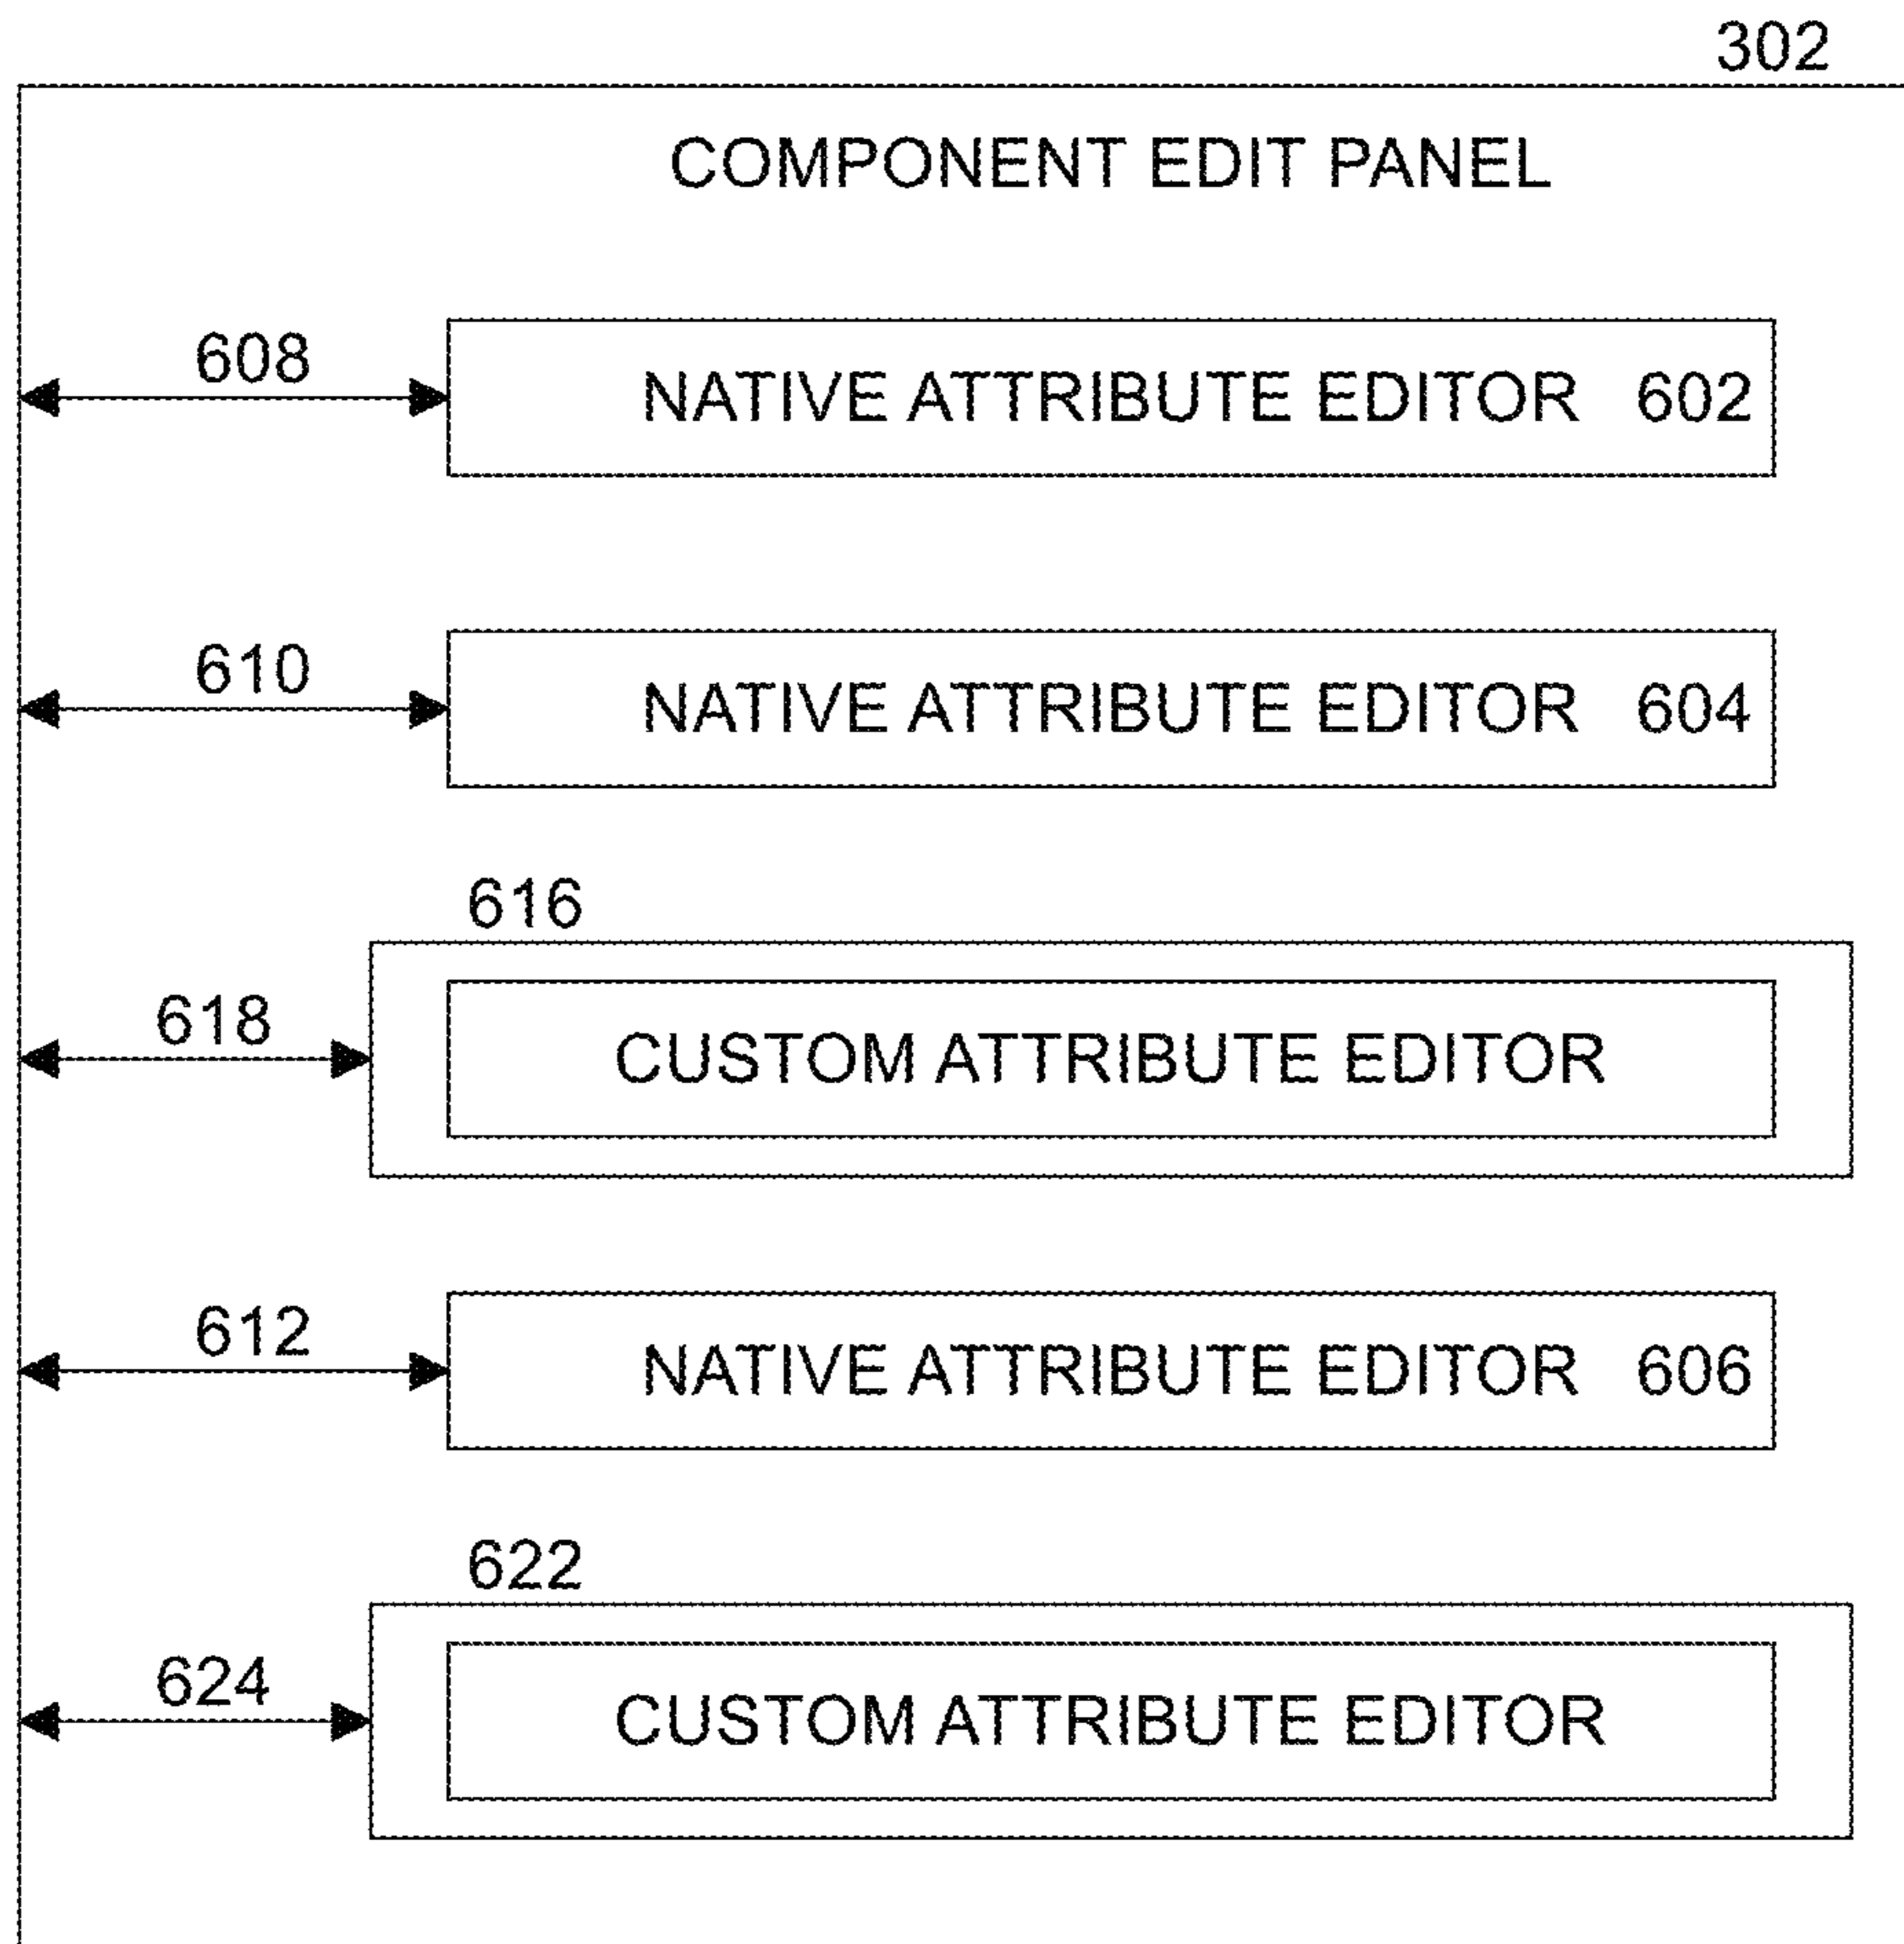 302
COMPONENT EDIT PANEL
608
NATIVE ATTRIBUTE EDITOR 602
610
NATIVE ATTRIBUTE EDITOR 604
616
618
CUSTOM ATTRIBUTE EDITOR
612
NATIVE ATTRIBUTE EDITOR 606
622
624
CUSTOM ATTRIBUTE EDITOR